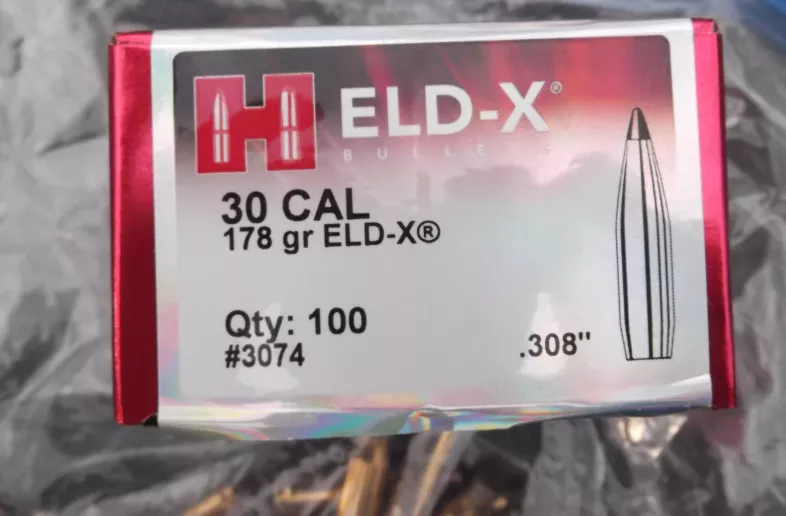 H ELD-X®
BULLETS
30 CAL
178 gr ELD-X®
Qty: 100
#3074
.308"